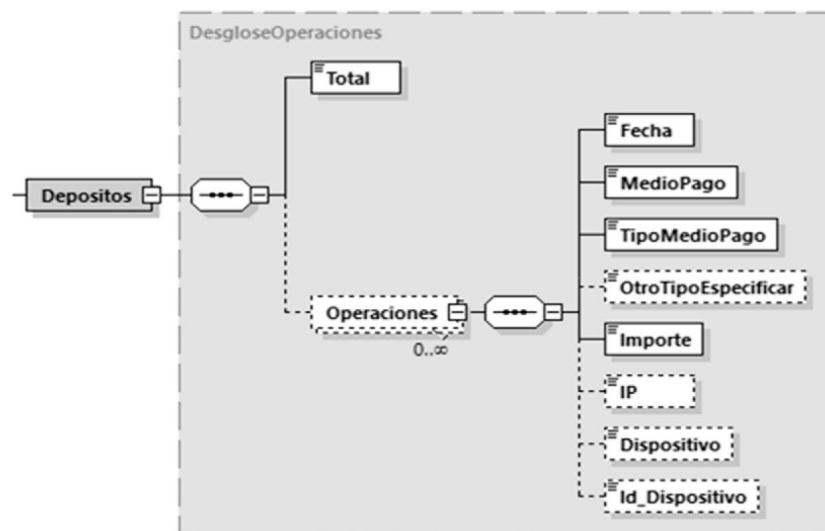 DesgloseOperaciones
Total
Depositos
Operaciones
0..∞
Fecha
MedioPago
TipoMedioPago
OtroTipoEspecificar
Importe
IP
Dispositivo
Id_Dispositivo